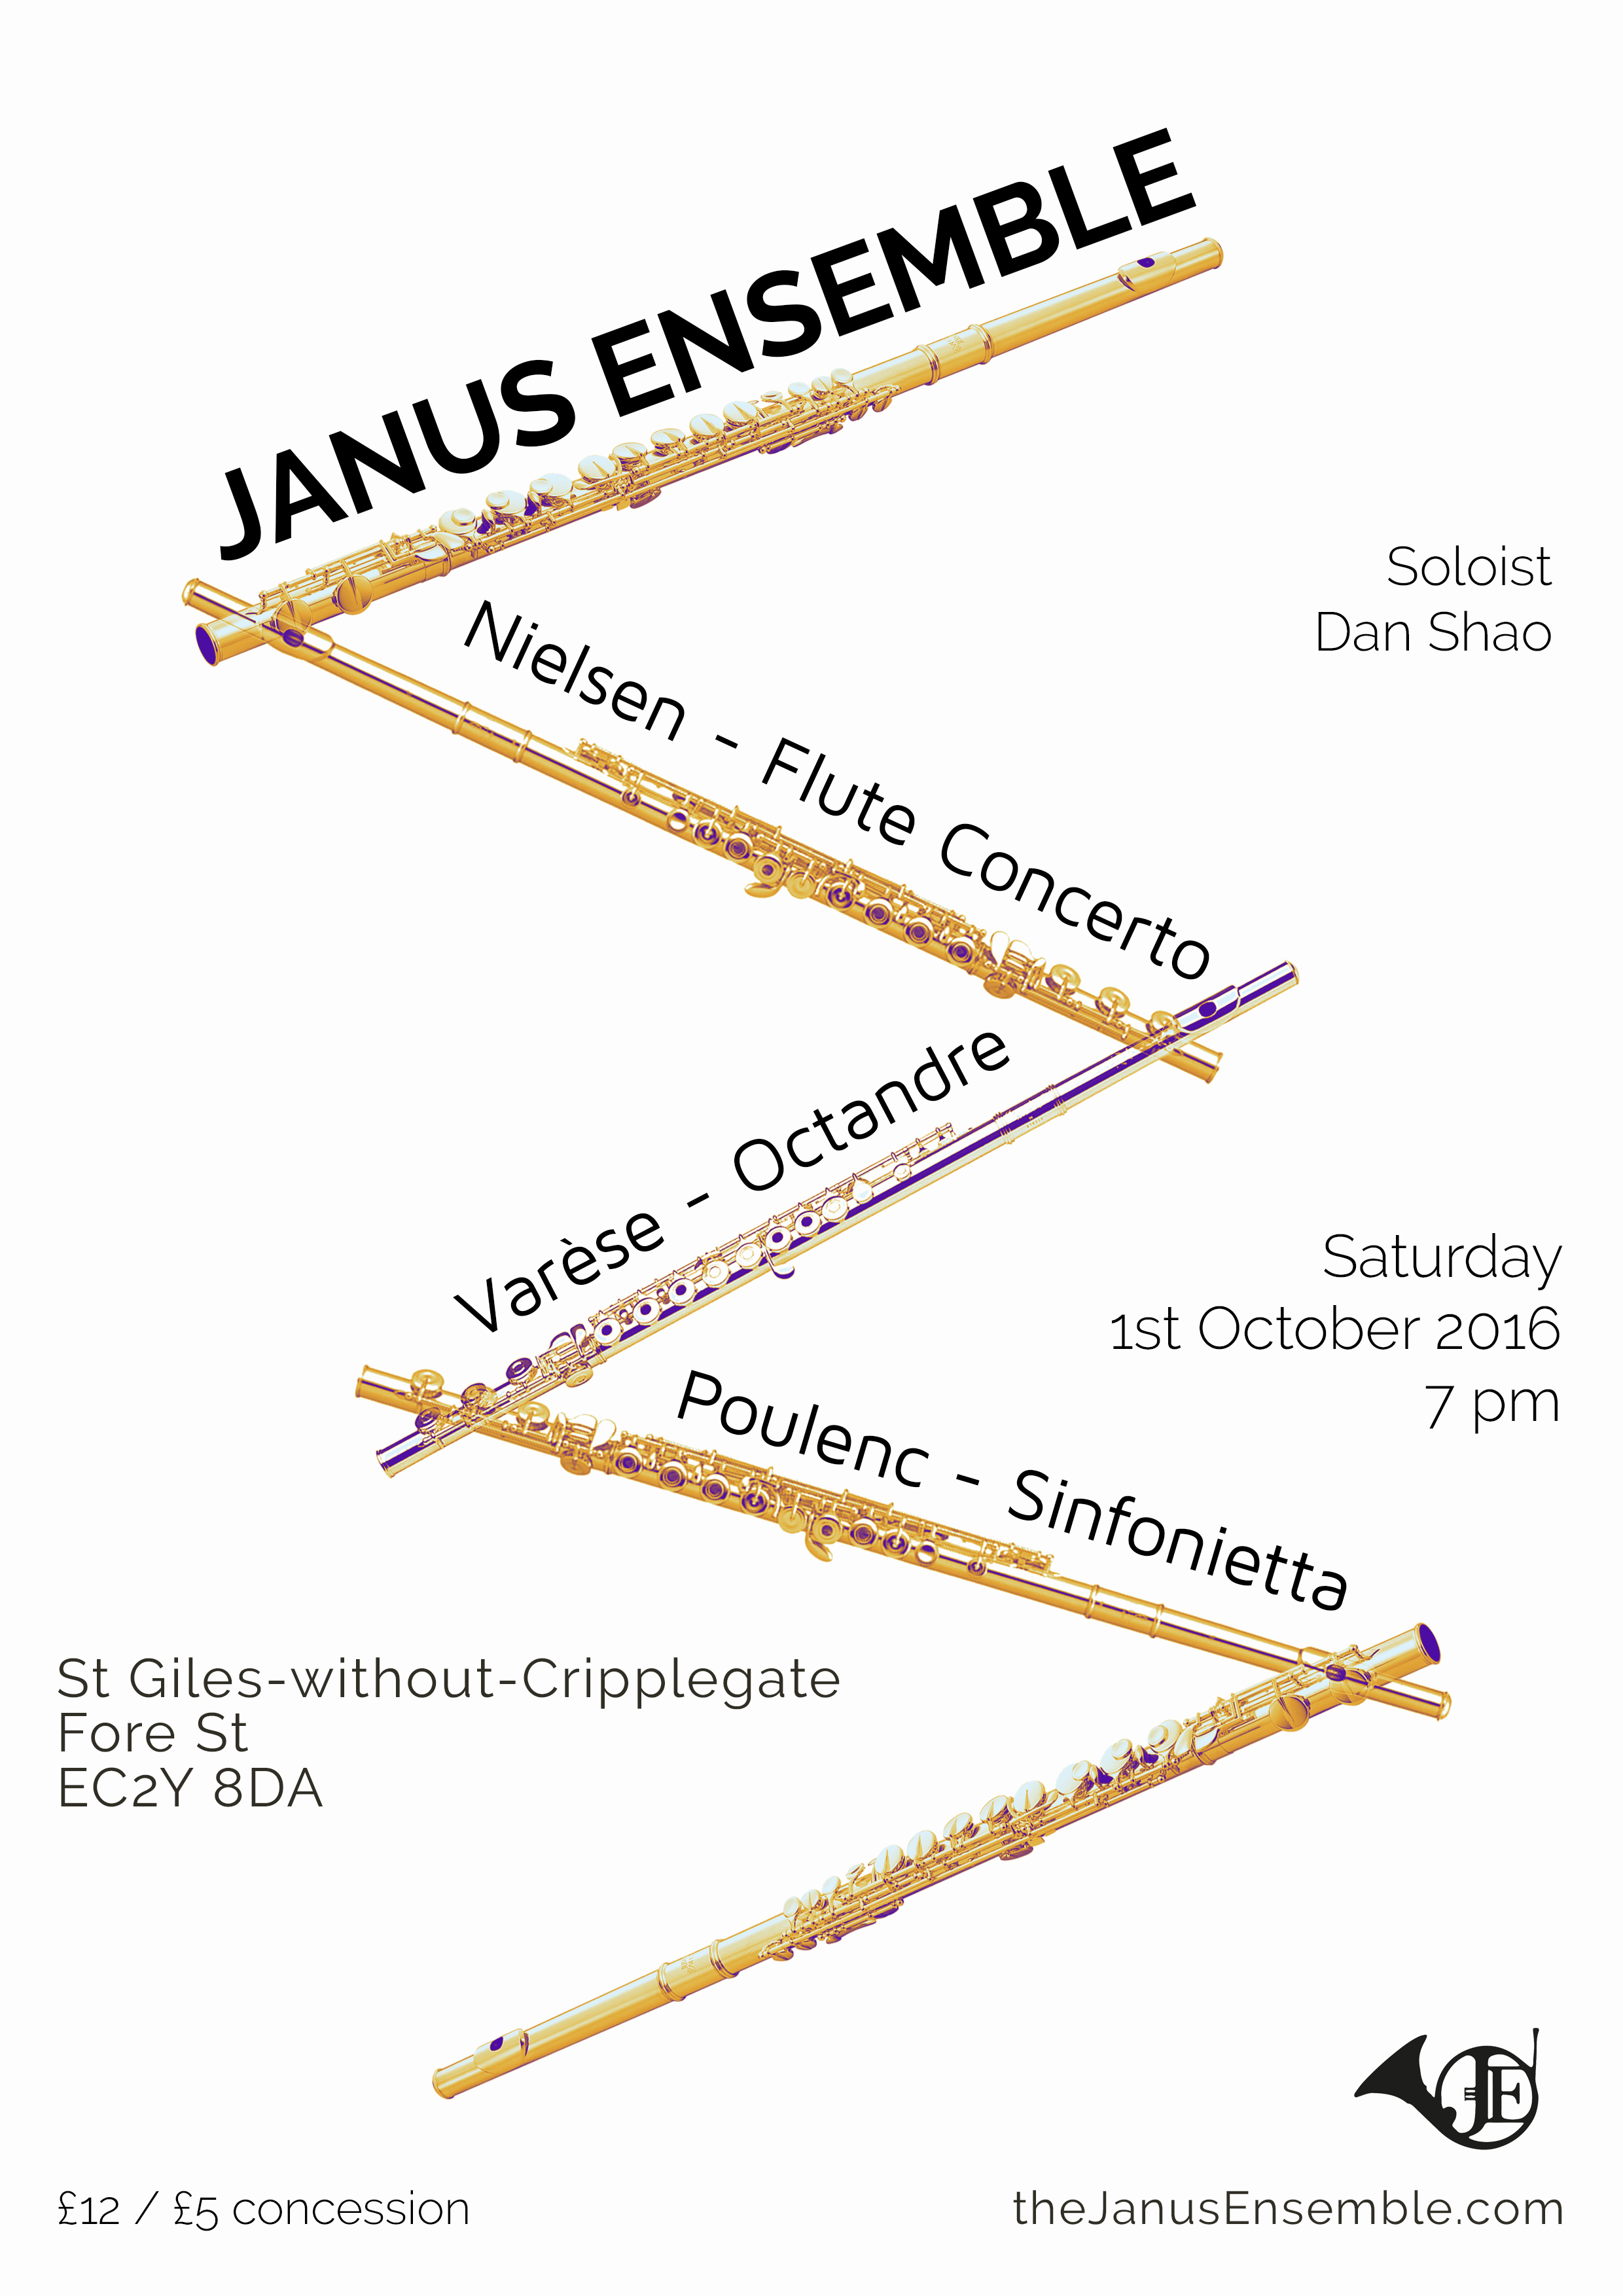 JANUS ENSEMBLE
Nielsen - Flute Concerto
Soloist
Dan Shao
Varèse - Octandre
Saturday
1st October 2016
7 pm
Poulenc - Sinfonietta
St Giles-without-Cripplegate
Fore St
EC2Y 8DA
JE
£12 / £5 concession
theJanusEnsemble.com